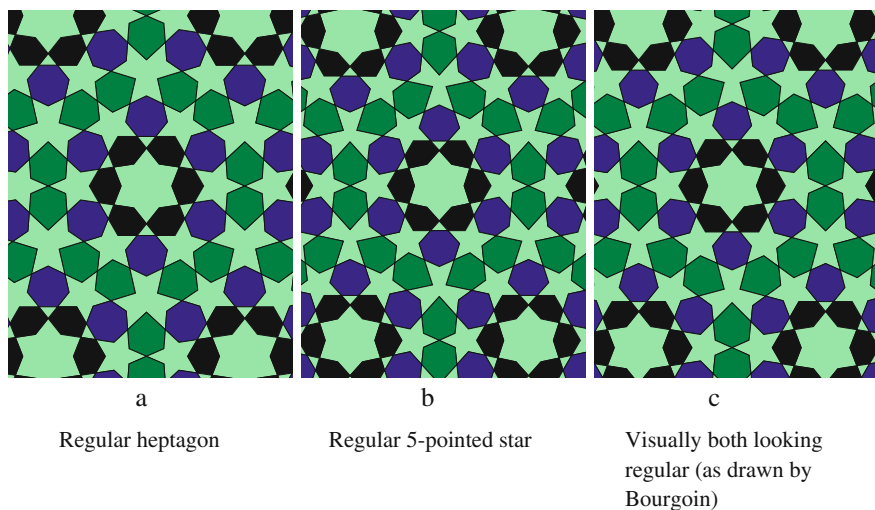 a
b
c
Regular heptagon
Regular 5-pointed star
Visually both looking
regular (as drawn by
Bourgoin)